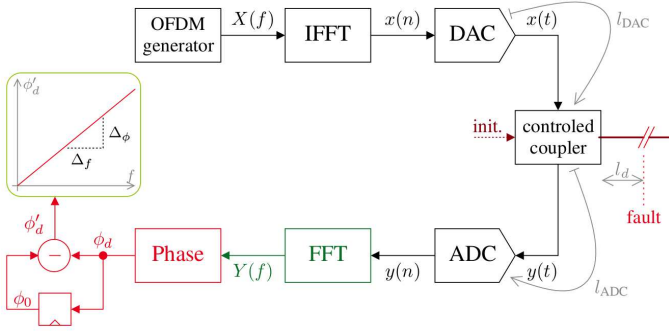 OFDM
generator
X(f)
IFFT
x(n)
DAC
x(t)
l_DAC
ϕ′_d
Δ_ϕ
Δ_f
f
init.
controled
coupler
l_d
fault
ϕ′_d
ϕ_d
−
ϕ_0
Phase
Y(f)
FFT
y(n)
ADC
y(t)
l_ADC